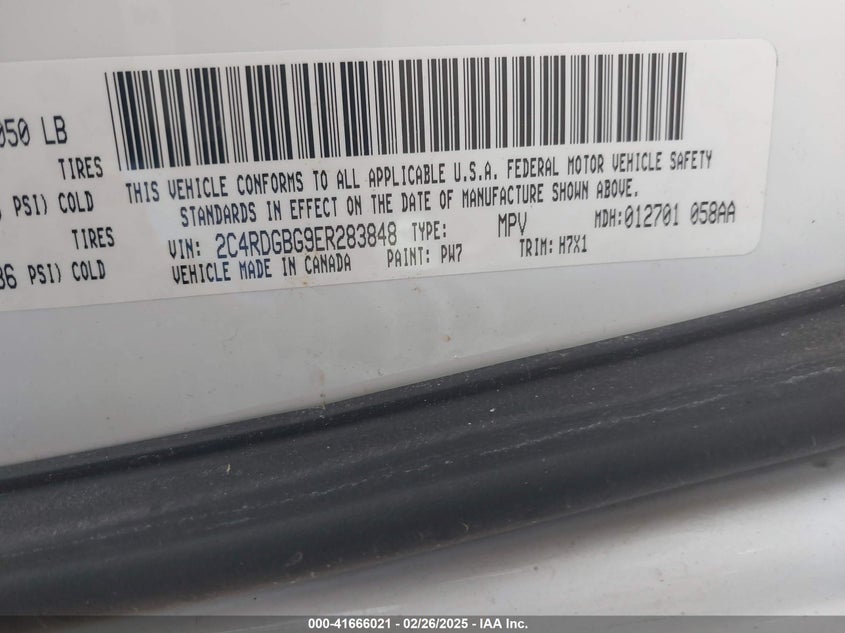 050 LB
TIRES
PSI) COLD
TIRES
36 PSI) COLD
THIS VEHICLE CONFORMS TO ALL APPLICABLE U.S.A. FEDERAL MOTOR VEHICLE SAFETY
STANDARDS IN EFFECT ON THE DATE OF MANUFACTURE SHOWN ABOVE.
VIN: 2C4RDGBG9ER283848 TYPE: MPV MDH: 012701 058AA
VEHICLE MADE IN CANADA PAINT: PW7 TRIM: H7X1
000-41666021 - 02/26/2025 - IAA Inc.